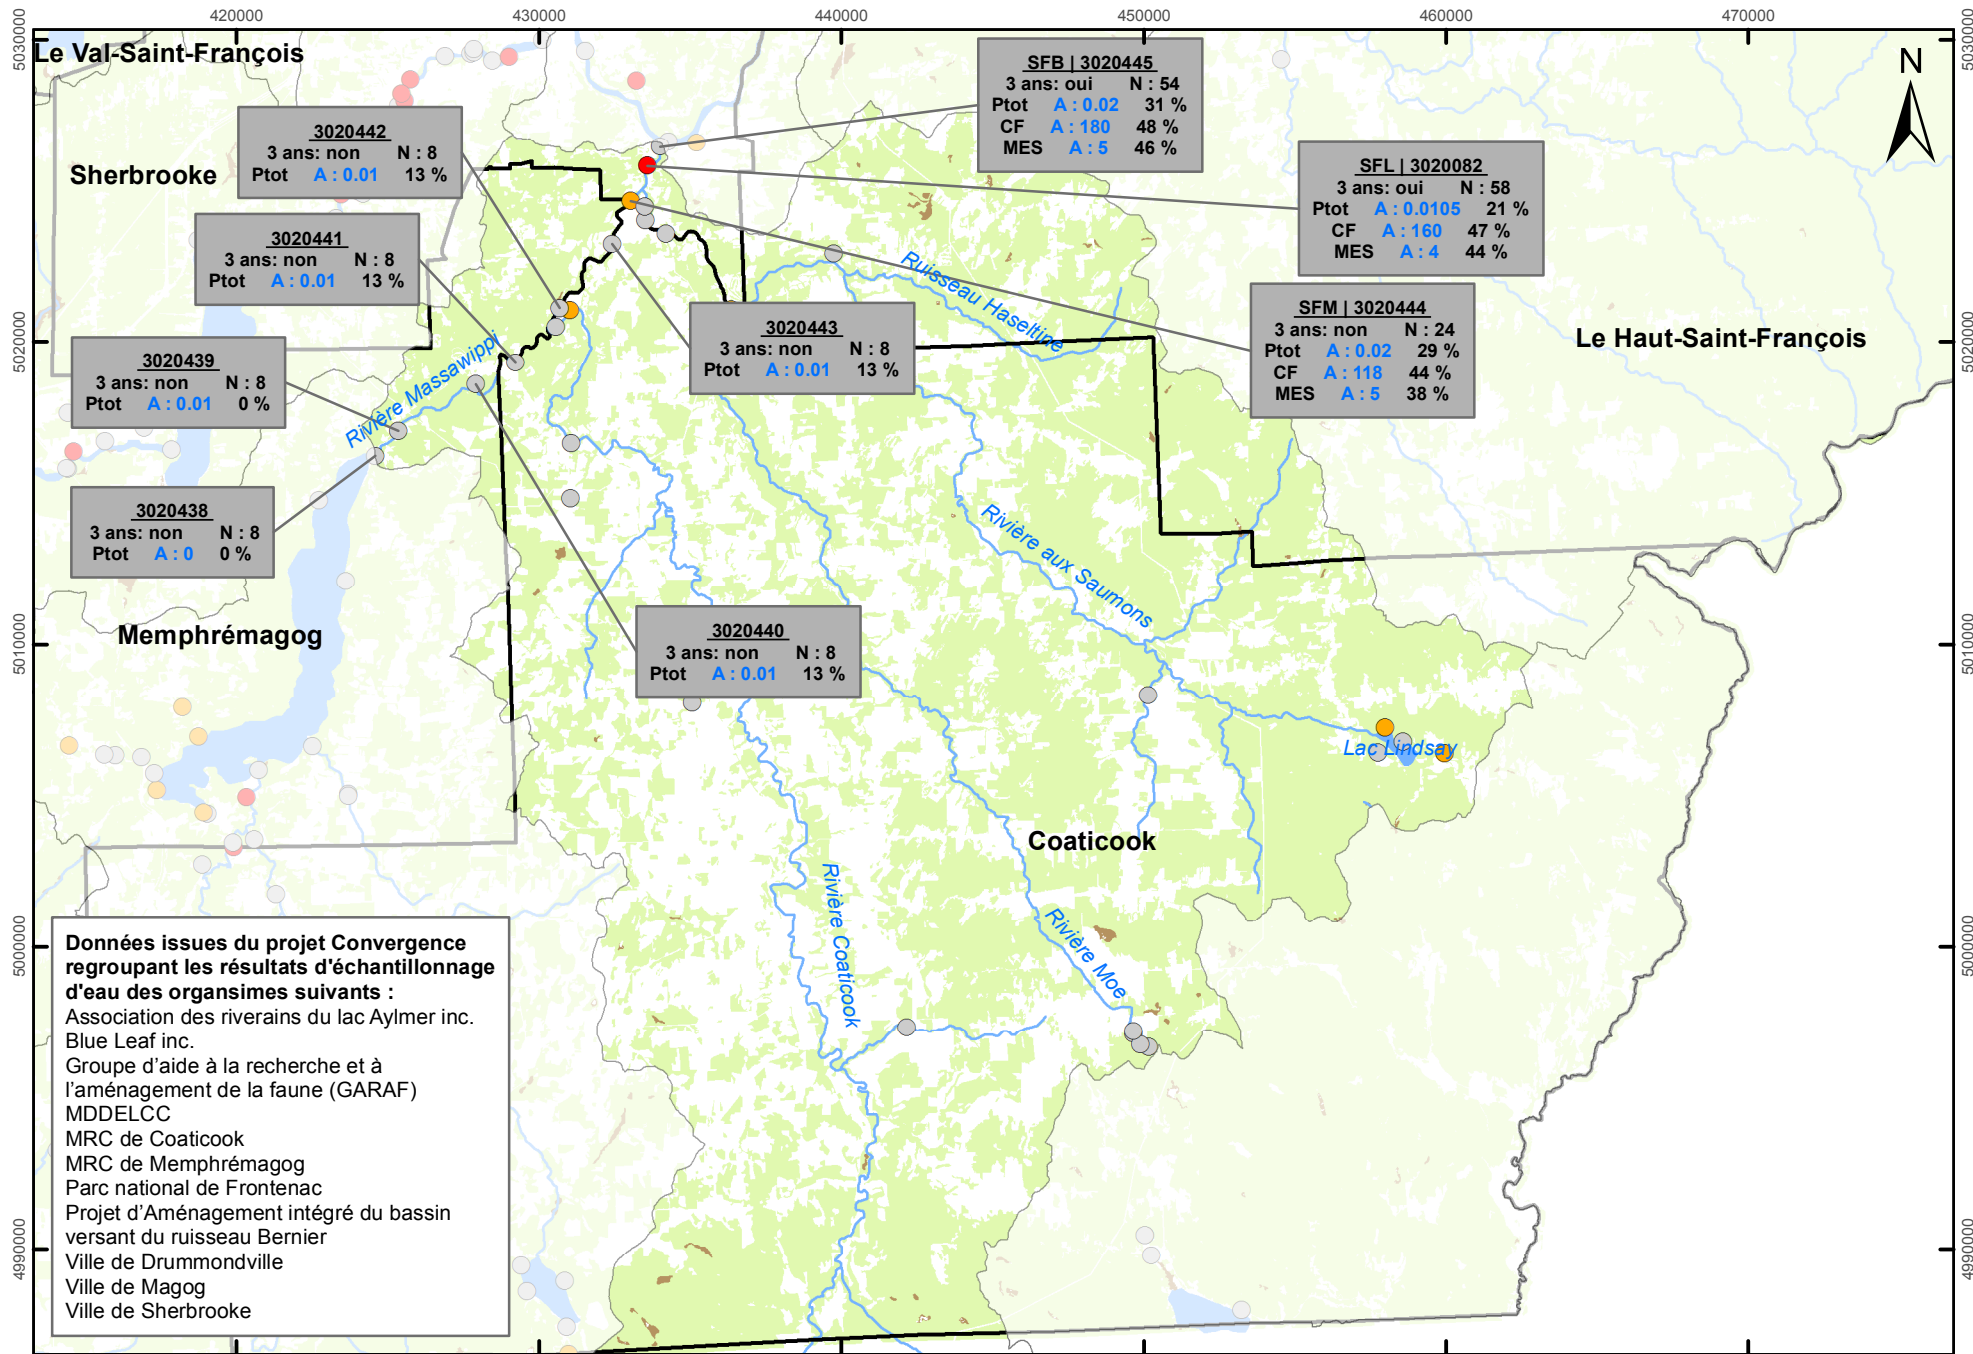 420000 430000 440000 450000 460000 470000
5030000 5030000
5020000 5020000
5010000 5010000
5000000 5000000
4990000 4990000
Le Val-Saint-François
N
SFB | 3020445
3 ans: oui N : 54
Ptot A : 0.02 31 %
CF A : 180 48 %
MES A : 5 46 %
3020442
3 ans: non N : 8
Ptot A : 0.01 13 %
Sherbrooke
SFL | 3020082
3 ans: oui N : 58
Ptot A : 0.0105 21 %
CF A : 160 47 %
MES A : 4 44 %
3020441
3 ans: non N : 8
Ptot A : 0.01 13 %
Ruisseau Haseltine
SFM | 3020444
3 ans: non N : 24
Ptot A : 0.02 29 %
CF A : 118 44 %
MES A : 5 38 %
3020443
3 ans: non N : 8
Ptot A : 0.01 13 %
Le Haut-Saint-François
3020439
3 ans: non N : 8
Ptot A : 0.01 0 %
Rivière Massawippi
3020438
3 ans: non N : 8
Ptot A : 0 0 %
Rivière aux Saumons
Memphrémagog
3020440
3 ans: non N : 8
Ptot A : 0.01 13 %
Lac Lindsay
Coaticook
Rivière Coaticook
Rivière Moe
Données issues du projet Convergence
regroupant les résultats d'échantillonnage
d'eau des organsimes suivants :
Association des riverains du lac Aylmer inc.
Blue Leaf inc.
Groupe d'aide à la recherche et à
l'aménagement de la faune (GARAF)
MDDELCC
MRC de Coaticook
MRC de Memphrémagog
Parc national de Frontenac
Projet d'Aménagement intégré du bassin
versant du ruisseau Bernier
Ville de Drummondville
Ville de Magog
Ville de Sherbrooke